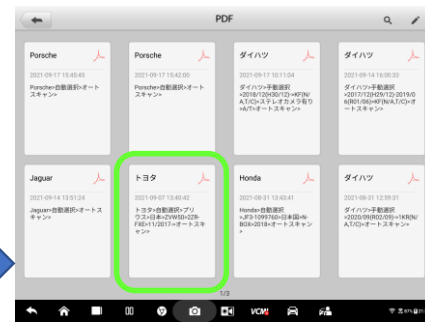 PDF
Porsche
2021-09-17 15:45:45
Porsche>自動選択>オート
スキャン>
Porsche
2021-09-17 15:42:00
Porsche>自動選択>オート
スキャン>
ダイハツ
2021-09-17 10:11:04
ダイハツ>手動選択
>2018/12(H30/12)->KF(N/
A,T/C)>ステレオカメラ有り
>A/T>オートスキャン>
ダイハツ
2021-09-14 16:00:33
ダイハツ>手動選択
>2017/12(H29/12)-2019/0
6(R01/06)>KF(N/A,T/C)>オ
ートスキャン>
Jaguar
2021-09-14 13:51:24
Jaguar>自動選択>オートス
キャン>
トヨタ
2021-09-07 13:40:42
トヨタ>自動選択>プリ
ウス>日本>ZVW50>2ZR-
FXE>11/2017->オートスキ
ャン>
Honda
2021-08-31 13:43:41
Honda>自動選択
>JF3-1099760>日本国>N-
BOX>2018>オートスキャン
>
ダイハツ
2021-08-31 12:59:31
ダイハツ>手動選択
>2020/09(R02/09)->1KR(N/
A,T/C)>オートスキャン>
1/3
VCMI